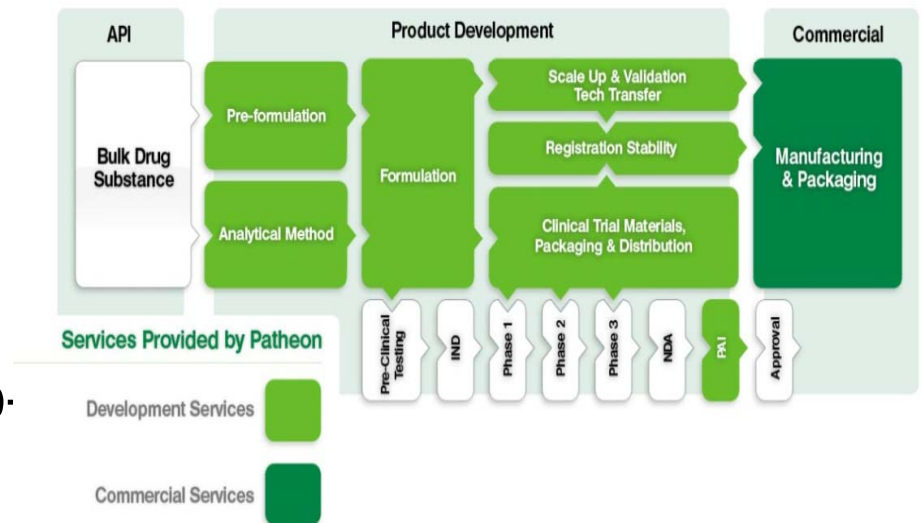 API
Product Development
Commercial
Bulk Drug
Substance
Pre-formulation
Analytical Method
Formulation
Scale Up & Validation
Tech Transfer
Registration Stability
Clinical Trial Materials,
Packaging & Distribution
Manufacturing
& Packaging
Pre-Clinical
Testing
IND
Phase 1
Phase 2
Phase 3
NDA
PAI
Approval
Services Provided by Patheon
Development Services
Commercial Services